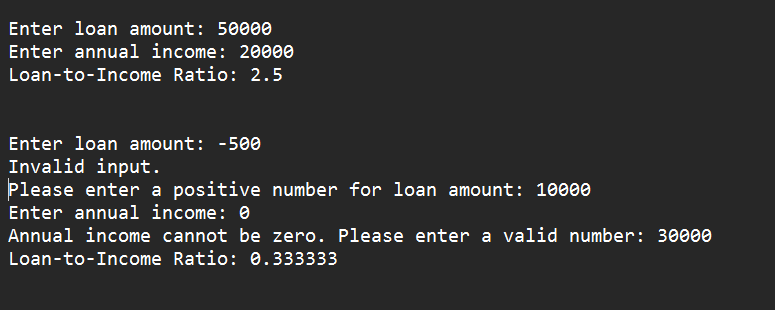 Enter loan amount: 50000
Enter annual income: 20000
Loan-to-Income Ratio: 2.5
Enter loan amount: -500
Invalid input.
Please enter a positive number for loan amount: 10000
Enter annual income: 0
Annual income cannot be zero. Please enter a valid number: 30000
Loan-to-Income Ratio: 0.333333